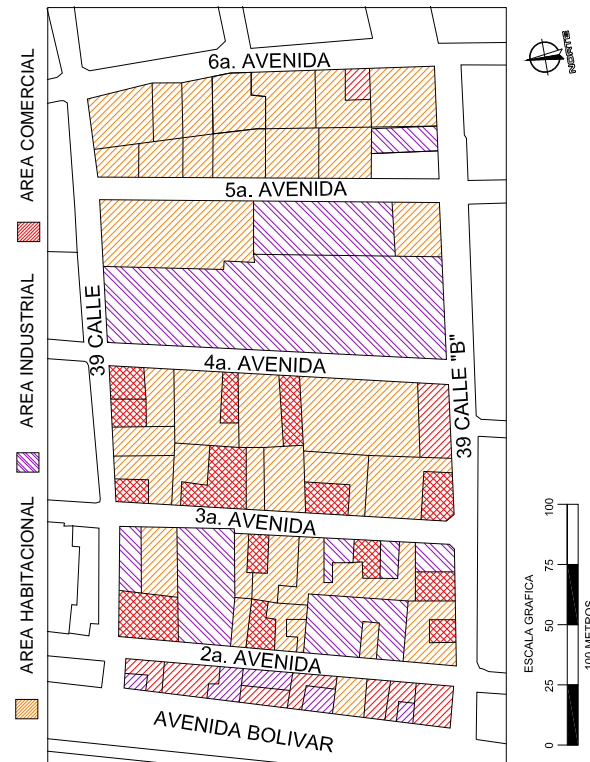 AREA COMERCIAL
AREA INDUSTRIAL
AREA HABITACIONAL
6a. AVENIDA
5a. AVENIDA
39 CALLE
4a. AVENIDA
39 CALLE "B"
3a. AVENIDA
2a. AVENIDA
AVENIDA BOLIVAR
NORTE
ESCALA GRAFICA
0 25 50 75 100
100 METROS